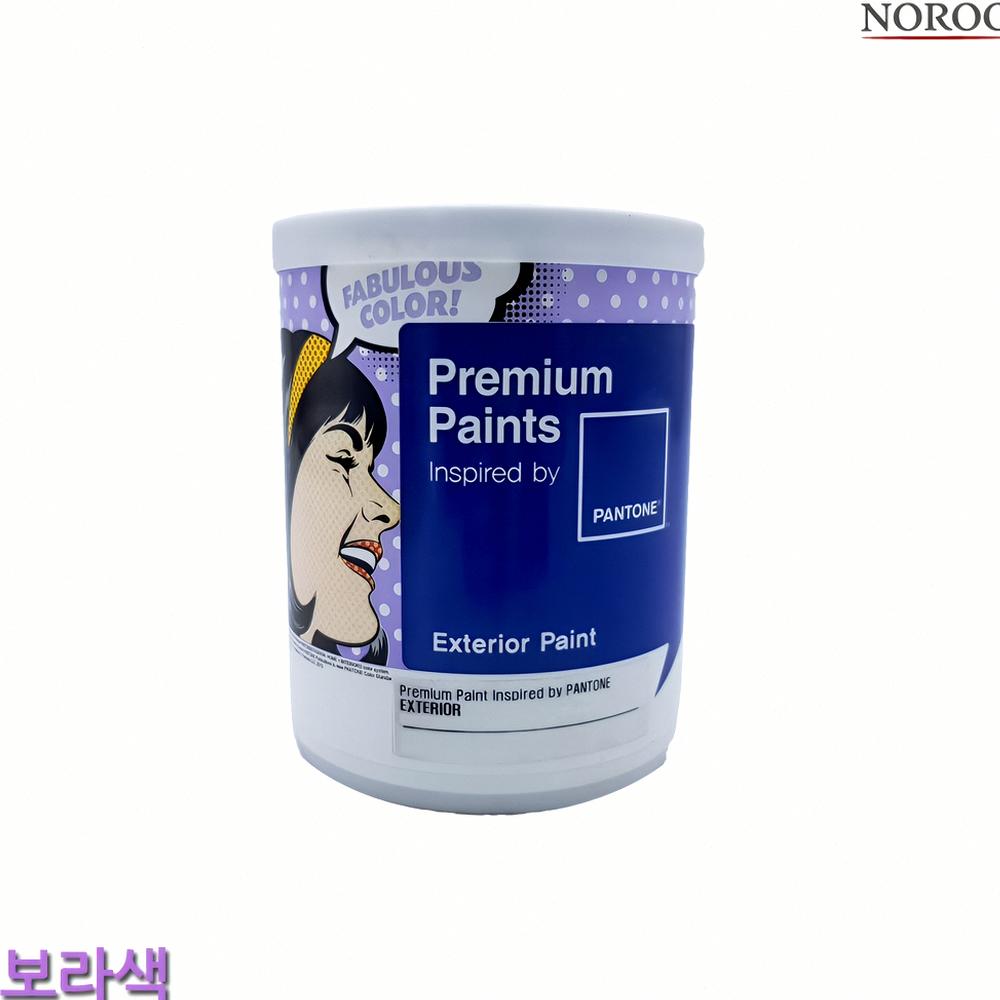 NOROO
FABULOUS
COLOR!
Premium
Paints
Inspired by
PANTONE
Exterior Paint
Premium Paint Inspired by PANTONE
EXTERIOR
보라색